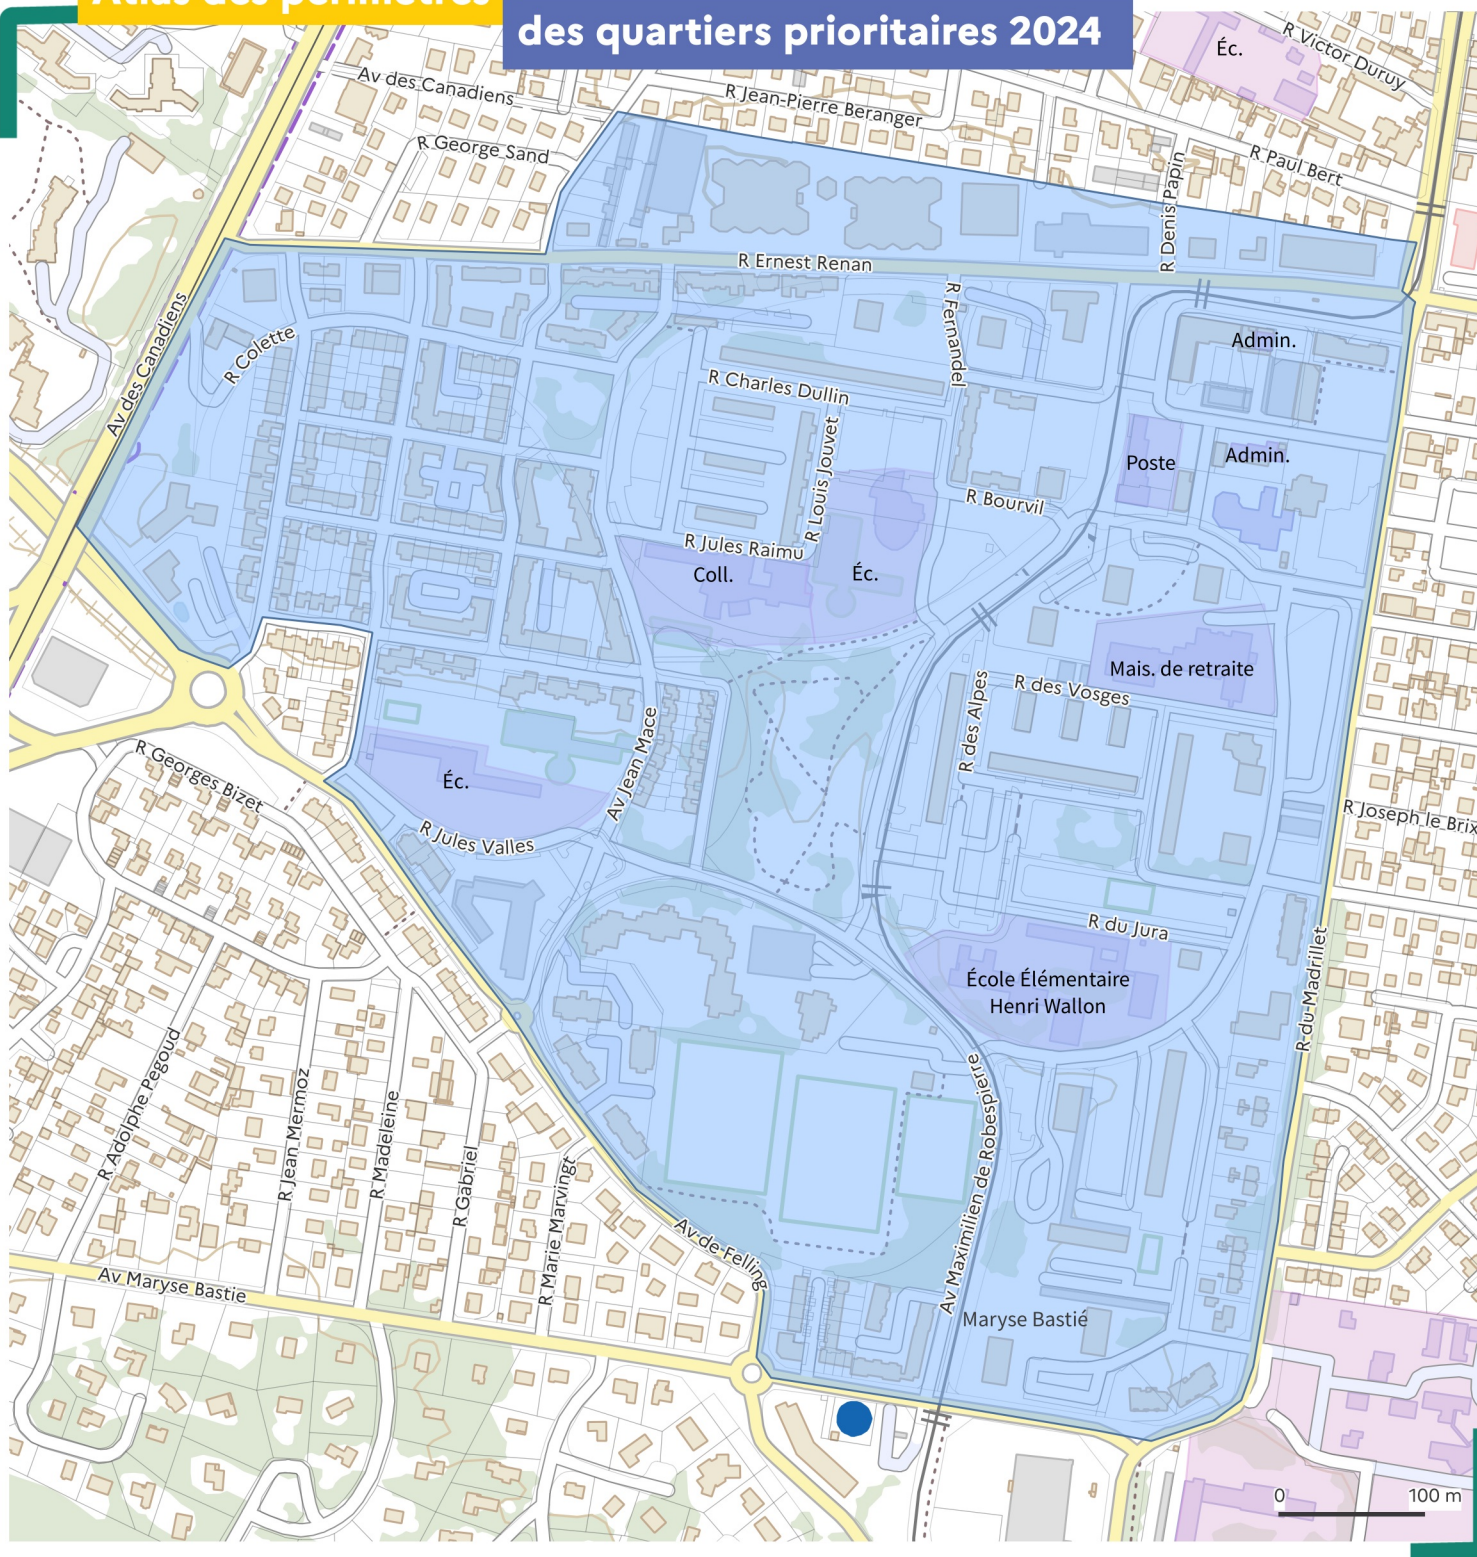 Atlas des périmètres
des quartiers prioritaires 2024
Éc.
R Victor Duruy
Av des Canadiens
R Jean-Pierre Beranger
R George Sand
R Paul Bert
R Denis Papin
R Ernest Renan
R Fernandel
Av des Canadiens
R Colette
Admin.
R Charles Dullin
R Louis Jouvet
Poste
Admin.
R Bourvil
R Jules Raimu
Coll.
Éc.
Mais. de retraite
R des Vosges
R des Alpes
R Georges Bizet
Av Jean Mace
Éc.
R Joseph le Brix
R Jules Valles
R du Jura
École Élémentaire
Henri Wallon
R du Madrillet
R Adolphe Pegoud
R Jean Mermoz
R Madeleine
R Gabriel
R Marie Marvingt
Av Maximilien de Robespierre
Av de Felling
Av Maryse Bastie
Maryse Bastié
0 100 m